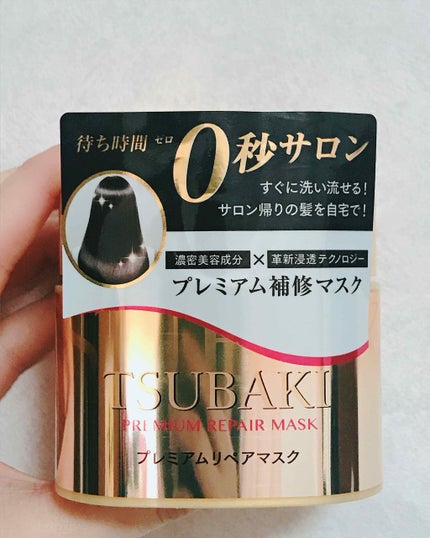 待ち時間 ゼロ 0秒サロン
すぐに洗い流せる！
サロン帰りの髪を自宅で！
濃密美容成分 × 革新浸透テクノロジー
プレミアム補修マスク
TSUBAKI
PREMIUM REPAIR MASK
プレミアムリペアマスク